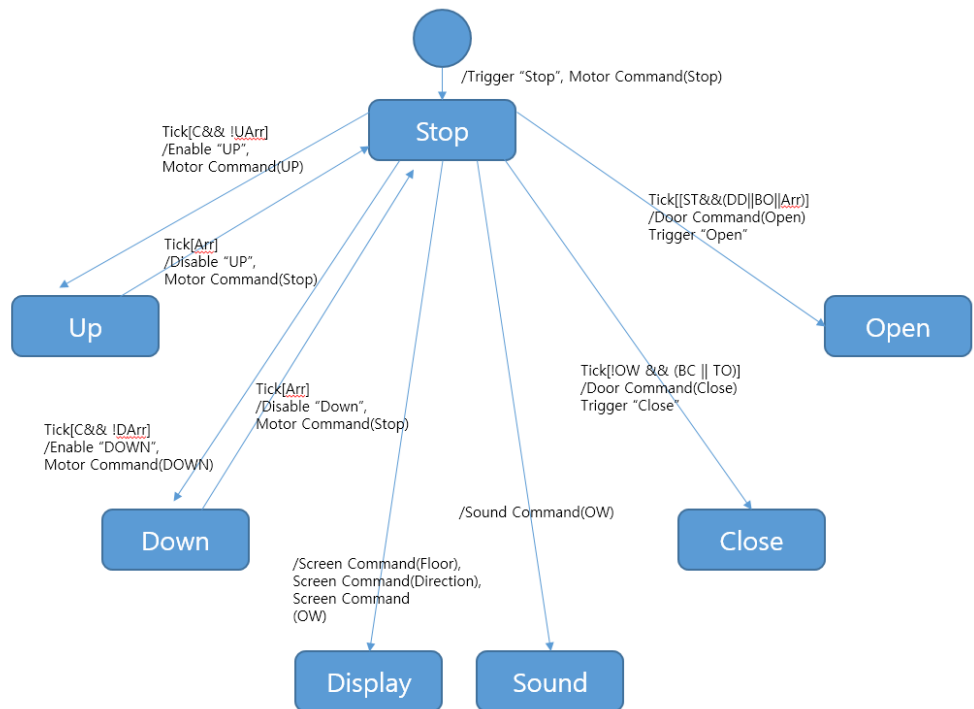 /Trigger “Stop”, Motor Command(Stop)
Stop
Tick[C&& !UArr]
/Enable “UP”,
Motor Command(UP)
Tick[[ST&&(DD||BO||Arr)]
/Door Command(Open)
Trigger “Open”
Tick[Arr]
/Disable “UP”,
Motor Command(Stop)
Up
Open
Tick[!OW && (BC || TO)]
/Door Command(Close)
Trigger “Close”
Tick[Arr]
/Disable “Down”,
Motor Command(Stop)
Tick[C&& !DArr]
/Enable “DOWN”,
Motor Command(DOWN)
/Sound Command(OW)
Down
Close
/Screen Command(Floor),
Screen Command(Direction),
Screen Command
(OW)
Display
Sound